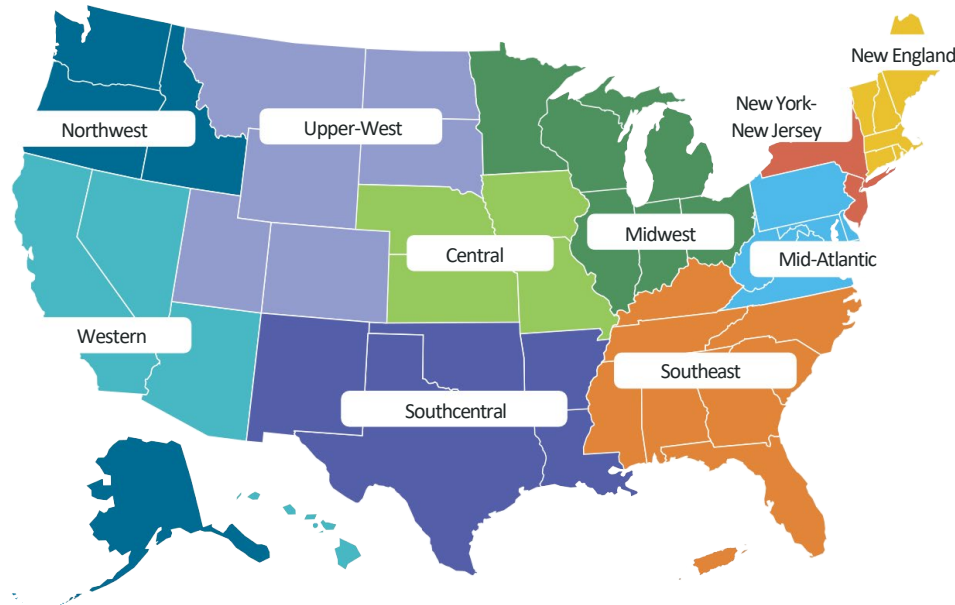 New England
New York-
New Jersey
Northwest
Upper-West
Midwest
Central
Mid-Atlantic
Western
Southeast
Southcentral